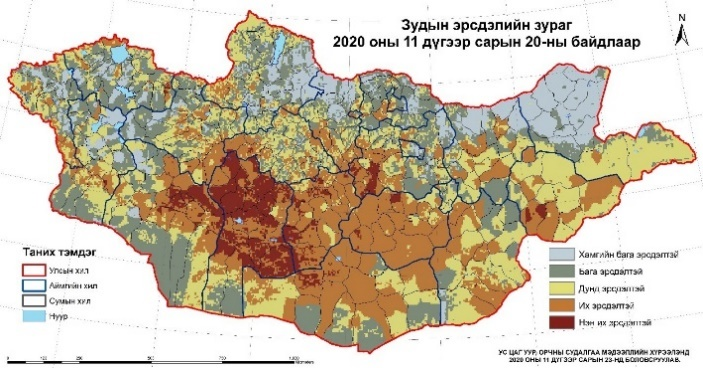 Зудын эрсдэлийн зураг
2020 оны 11 дүгээр сарын 20-ны байдлаар
N
Таних тэмдэг
Улсын хил
Аймгийн хил
Сумын хил
Нуур
Хамгийн бага эрсдэлтэй
Бага эрсдэлтэй
Дунд эрсдэлтэй
Их эрсдэлтэй
Нэн их эрсдэлтэй
УС ЦАГ УУР, ОРЧНЫ СУДАЛГАА МЭДЭЭЛЛИЙН ХҮРЭЭЛЭНД
2020 ОНЫ 11 ДҮГЭЭР САРЫН 23-НД БОЛОВСРУУЛАВ.